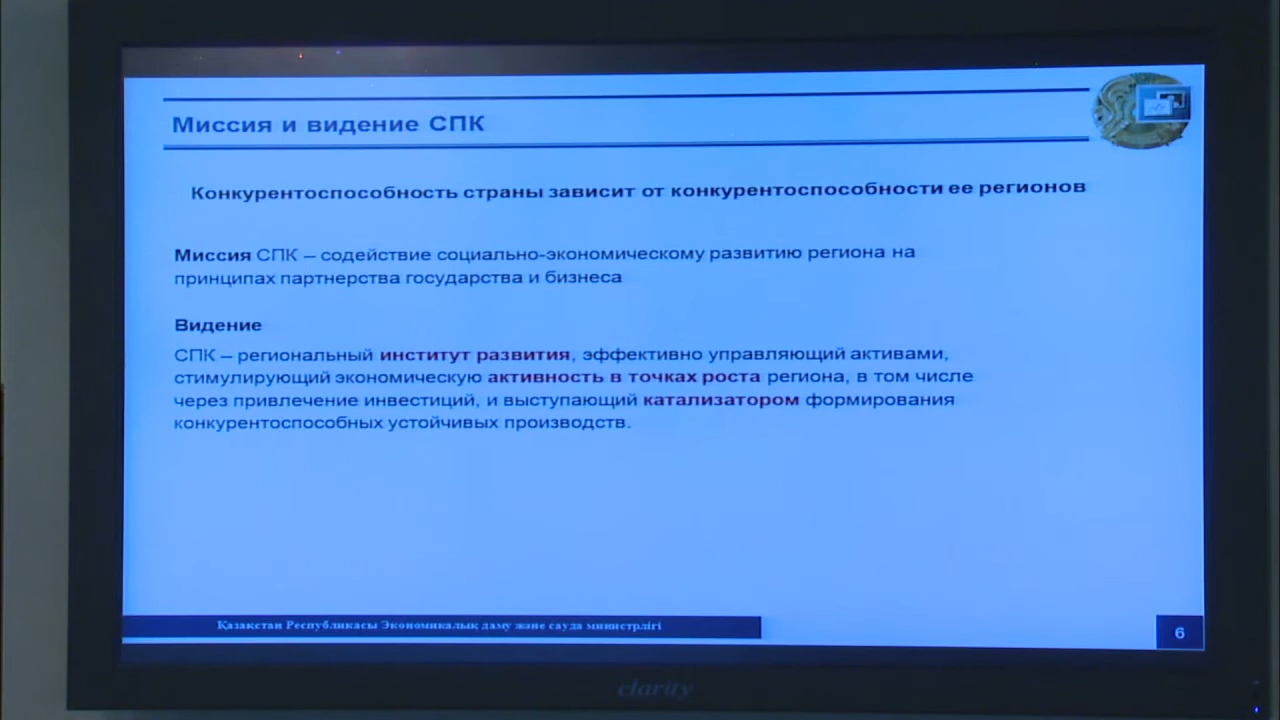 Миссия и видение СПК
Конкурентоспособность страны зависит от конкурентоспособности ее регионов
Миссия СПК – содействие социально-экономическому развитию региона на
принципах партнерства государства и бизнеса
Видение
СПК – региональный институт развития, эффективно управляющий активами,
стимулирующий экономическую активность в точках роста региона, в том числе
через привлечение инвестиций, и выступающий катализатором формирования
конкурентоспособных устойчивых производств.
Қазақстан Республикасы Экономикалық даму және сауда министрлігі
6
clarity